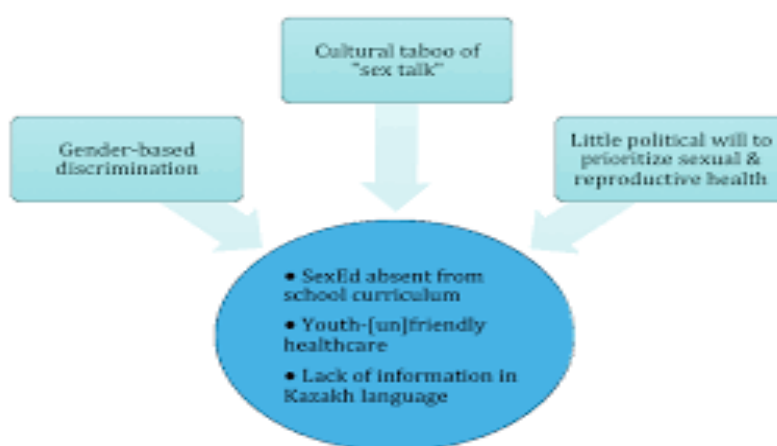 Cultural taboo of
"sex talk"
Gender-based
discrimination
Little political will to
prioritize sexual &
reproductive health
● SexEd absent from
school curriculum
● Youth-[un]friendly
healthcare
● Lack of information in
Kazakh language